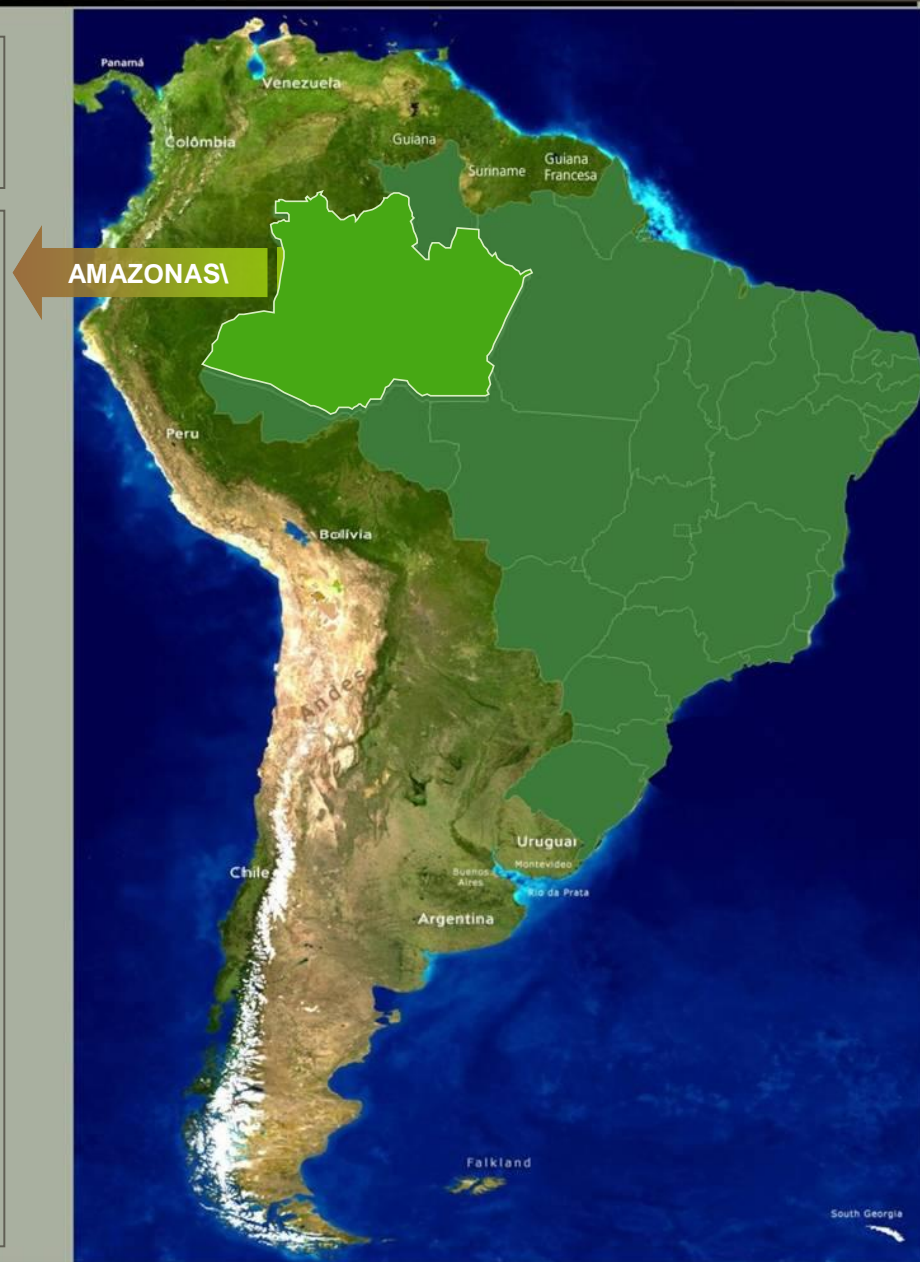 Panamá
Venezuela
Colômbia
Guiana
Suriname
Guiana
Francesa
AMAZONAS\
Peru
Bolívia
Andes
Uruguai
Montevideo
Buenos
Aires
Rio da Prata
Chile
Argentina
Falkland
South Georgia